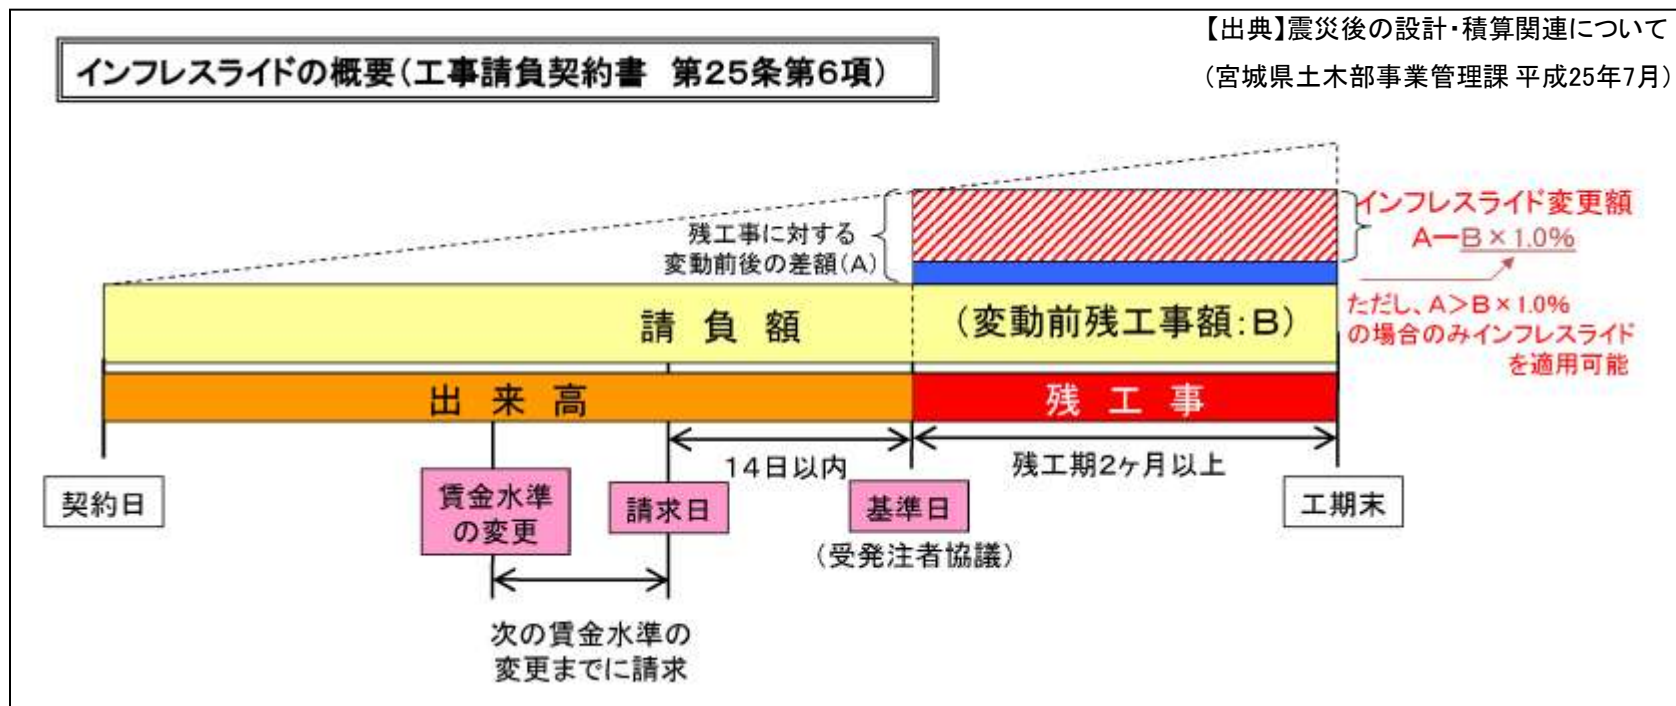 【出典】震災後の設計・積算関連について
(宮城県土木部事業管理課 平成25年7月)
インフレスライドの概要(工事請負契約書 第25条第6項)
残工事に対する
変動前後の差額(A)
インフレスライド変更額
A－B×1.0%
ただし、A＞B×1.0%
の場合のみインフレスライド
を適用可能
請負額
(変動前残工事額:B)
出来高
残工事
14日以内
残工期2ヶ月以上
契約日
賃金水準
の変更
請求日
基準日
(受発注者協議)
工期末
次の賃金水準の
変更までに請求